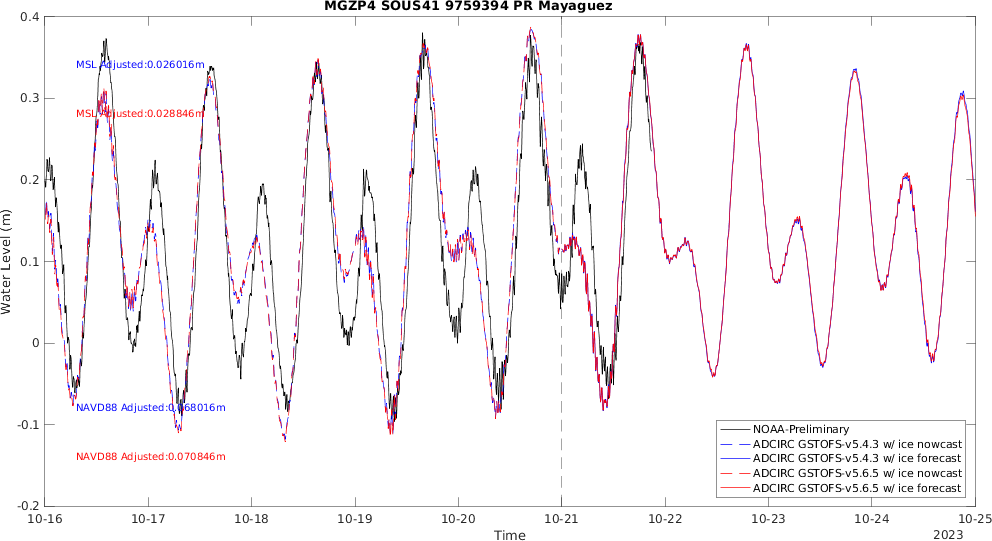 MGZP4 SOUS41 9759394 PR Mayaguez
0.4
0.3
0.2
0.1
0
-0.1
-0.2
Water Level (m)
MSL Adjusted:0.026016m
MSL Adjusted:0.028846m
NAVD88 Adjusted:0.068016m
NAVD88 Adjusted:0.070846m
NOAA-Preliminary
ADCIRC GSTOFS-v5.4.3 w/ ice nowcast
ADCIRC GSTOFS-v5.4.3 w/ ice forecast
ADCIRC GSTOFS-v5.6.5 w/ ice nowcast
ADCIRC GSTOFS-v5.6.5 w/ ice forecast
10-16 10-17 10-18 10-19 10-20 10-21 10-22 10-23 10-24 10-25
Time
2023